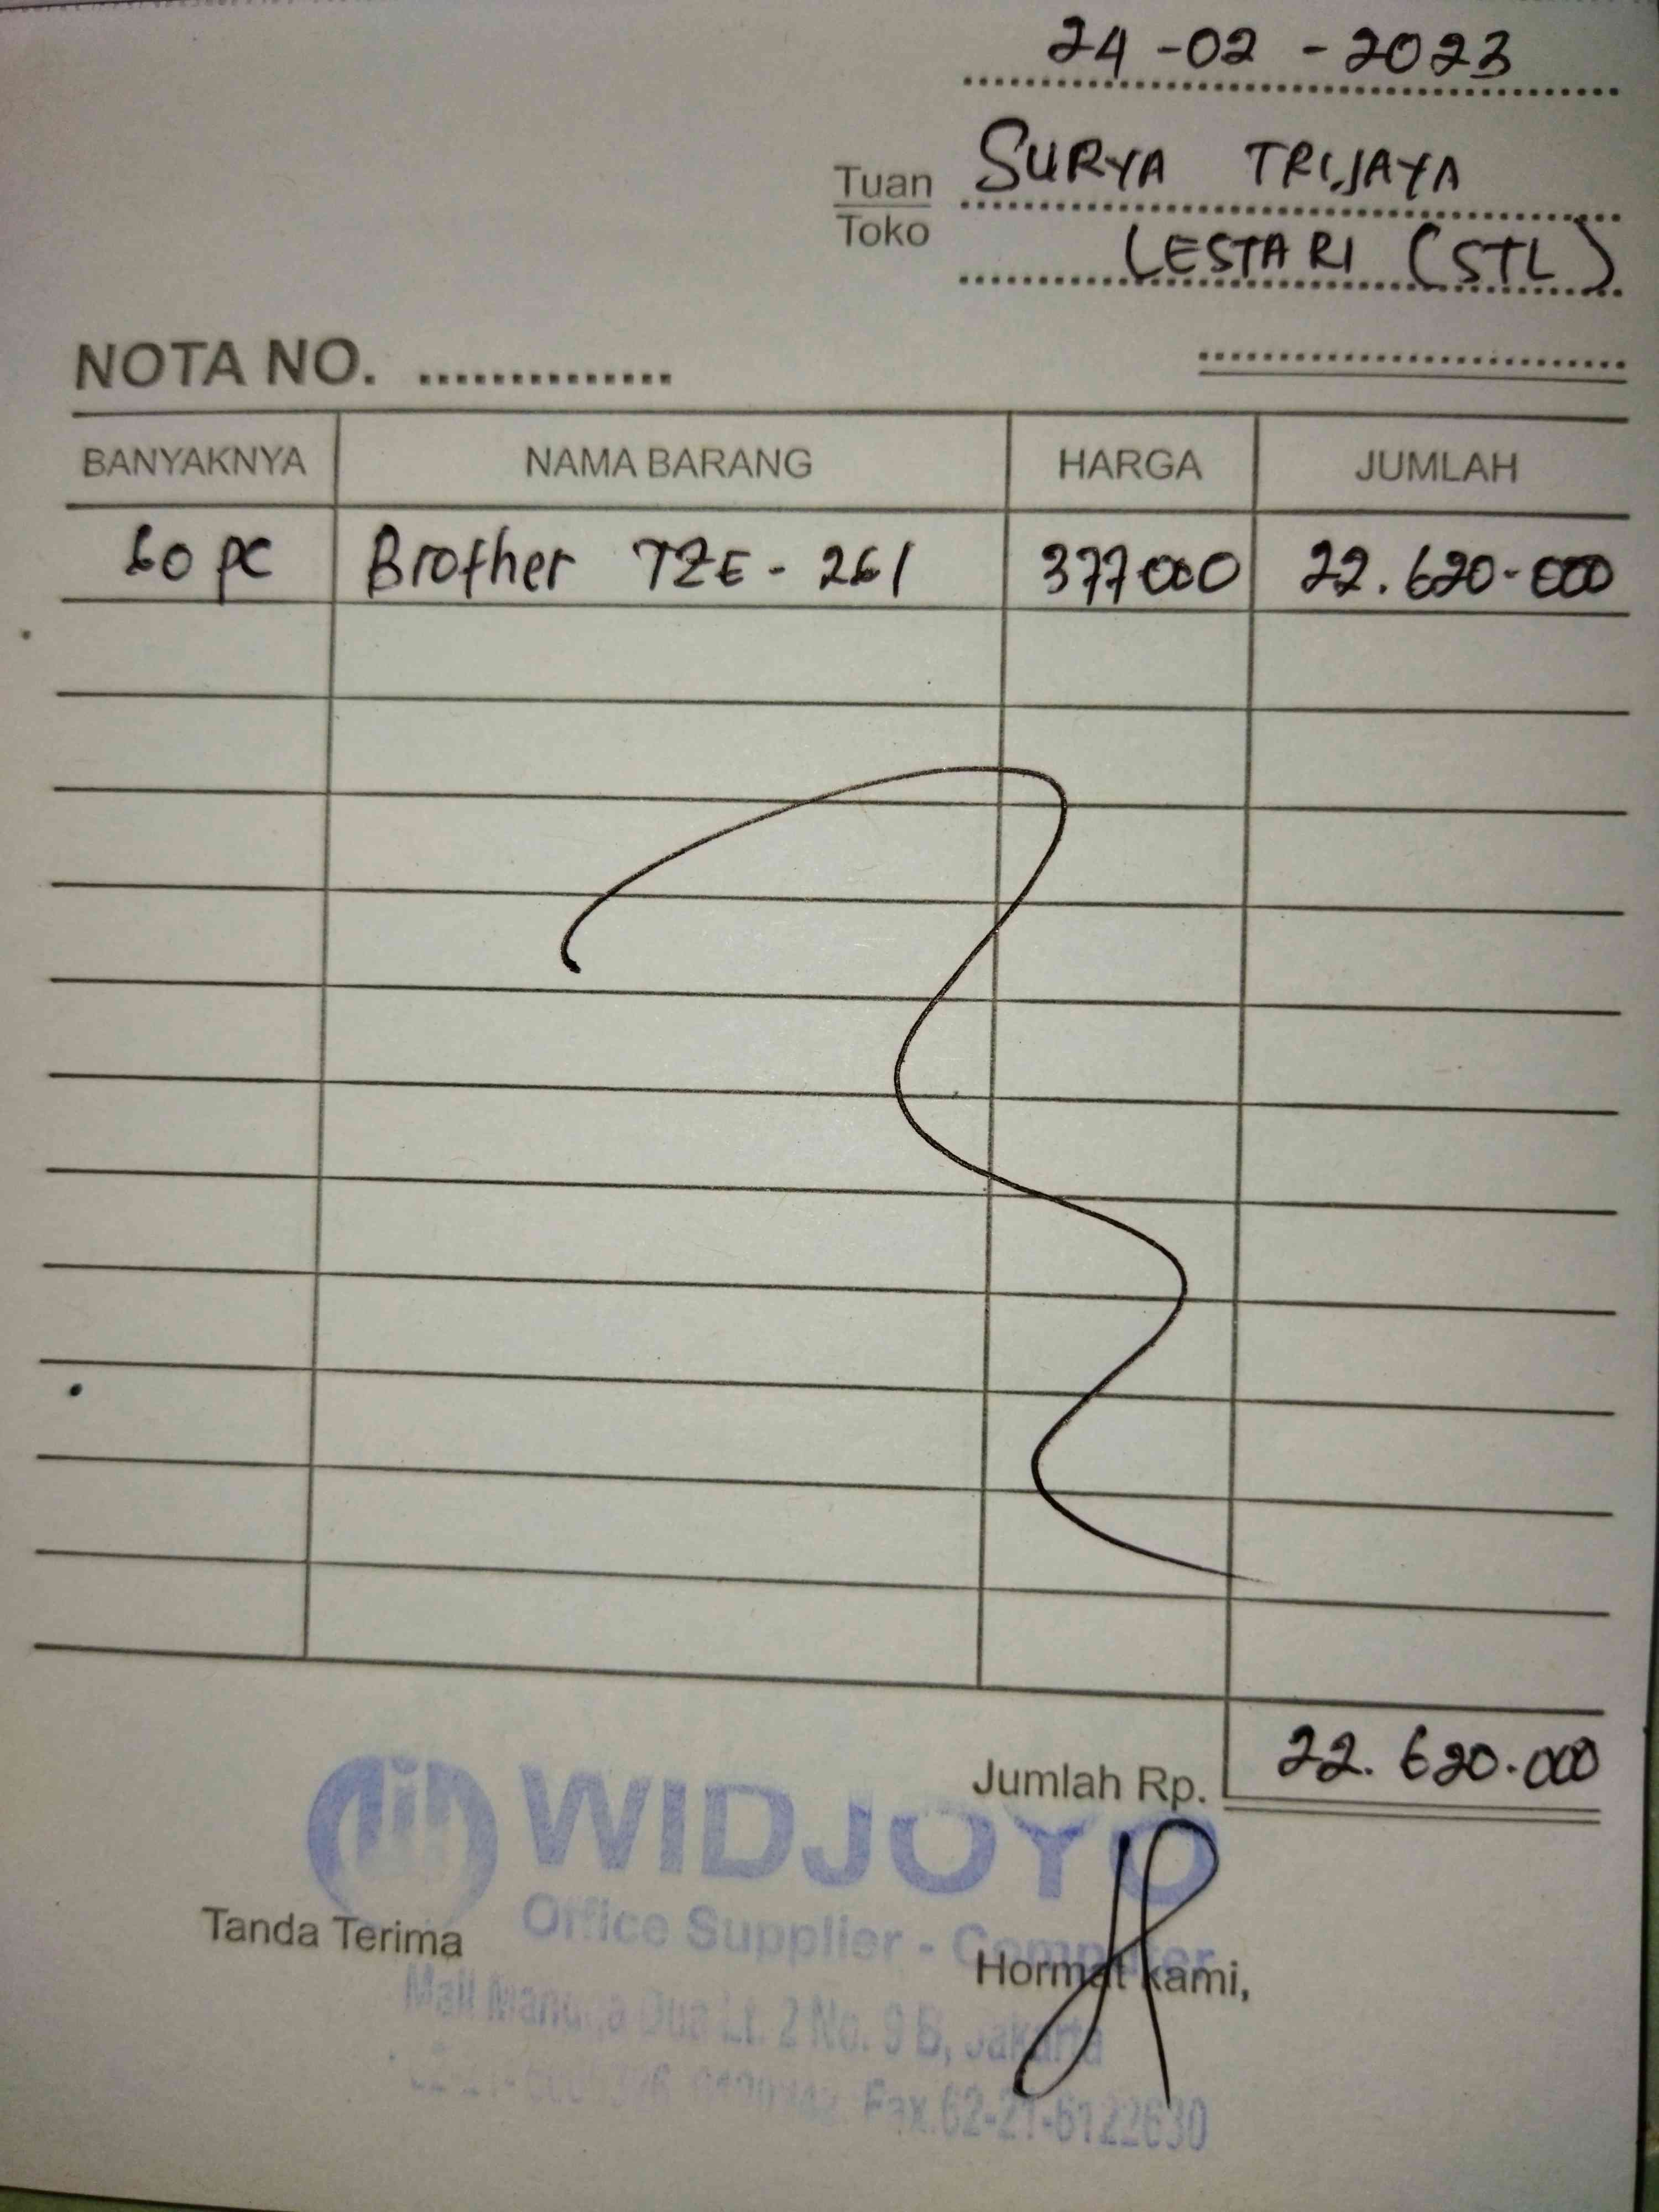 24-02-2023
Tuan
Toko
SURYA TRIJAYA
LESTARI (STL)
NOTA NO. ...............
BANYAKNYA NAMA BARANG HARGA JUMLAH
60 pc Brother TZE-261 377000 22.620-000
Jumlah Rp. 22.620.000
WIDJOYO
Office Supplier - Computer
Tanda Terima
Hormat kami,
Mall Mangga Dua Lt. 2 No. 9 B, Jakarta
Fax.62-21-6122630